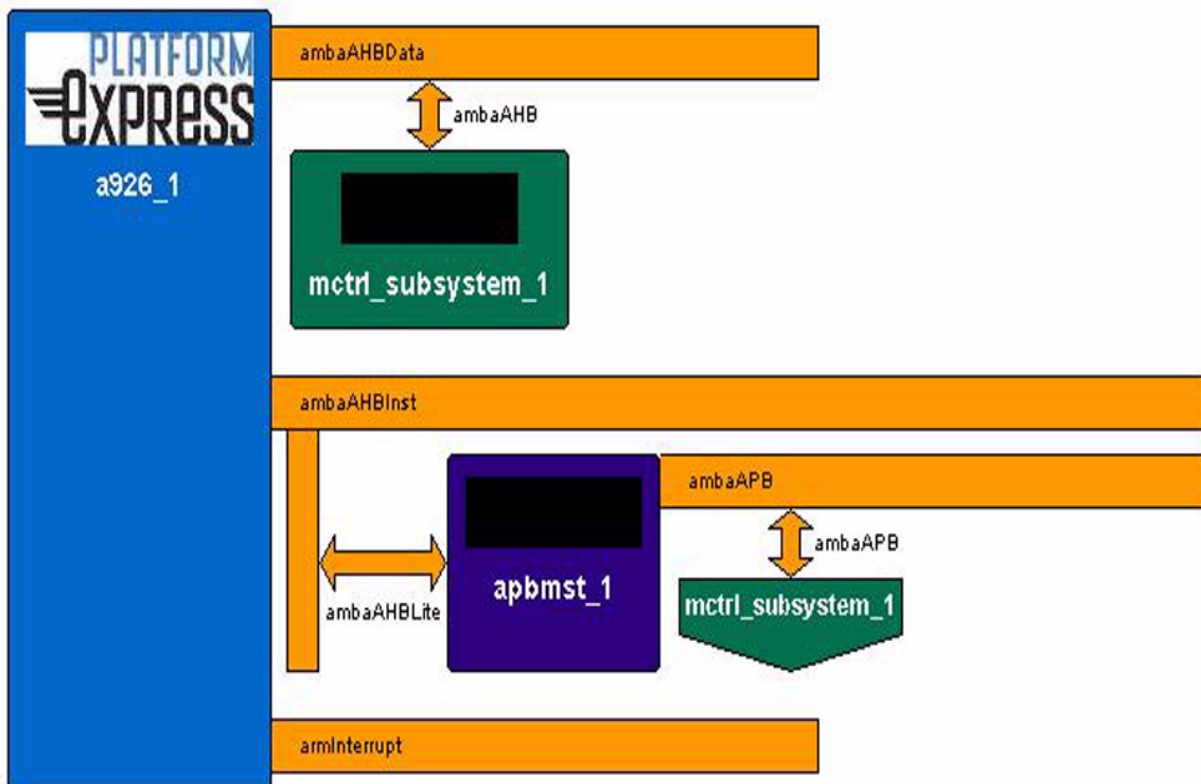 PLATFORM
eXPRESS
a926_1
ambaAHBData
ambaAHB
mctrl_subsystem_1
ambaAHBInst
ambaAPB
ambaAPB
ambaAHBLite
apbmst_1
mctrl_subsystem_1
armInterrupt